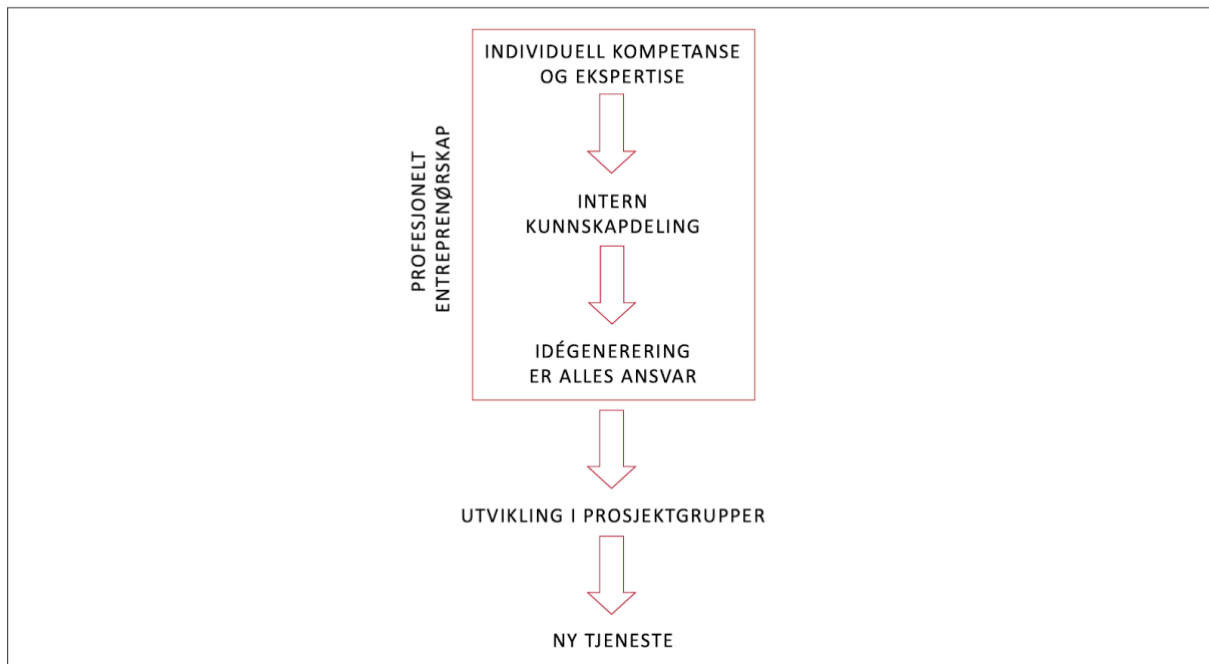 INDIVIDUELL KOMPETANSE
OG EKSPERTISE
PROFESJONELT
ENTREPRENØRSKAP
INTERN
KUNNSKAPDELING
IDÉGENERERING
ER ALLES ANSVAR
UTVIKLING I PROSJEKTGRUPPER
NY TJENESTE